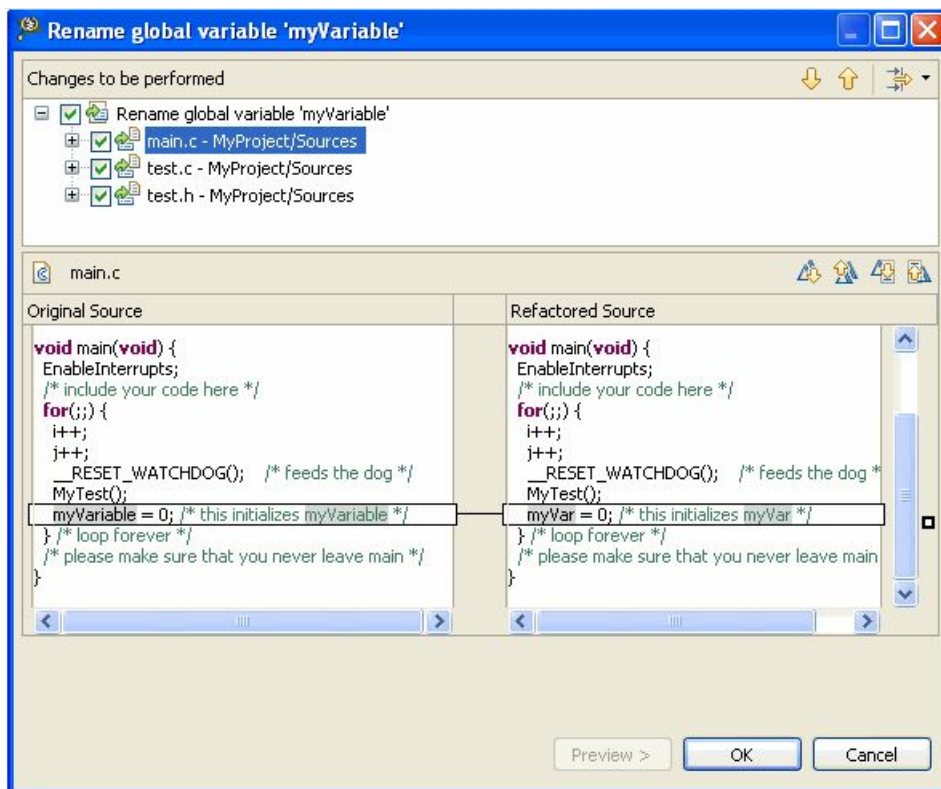 Rename global variable 'myVariable'
Changes to be performed
Rename global variable 'myVariable'
main.c - MyProject/Sources
test.c - MyProject/Sources
test.h - MyProject/Sources
main.c
Original Source
void main(void) {
EnableInterrupts;
/* include your code here */
for(;;) {
i++;
j++;
__RESET_WATCHDOG(); /* feeds the dog */
MyTest();
myVariable = 0; /* this initializes myVariable */
} /* loop forever */
/* please make sure that you never leave main */
}
Refactored Source
void main(void) {
EnableInterrupts;
/* include your code here */
for(;;) {
i++;
j++;
__RESET_WATCHDOG(); /* feeds the dog *
MyTest();
myVar = 0; /* this initializes myVar */
} /* loop forever */
/* please make sure that you never leave main
}
Preview >
OK
Cancel